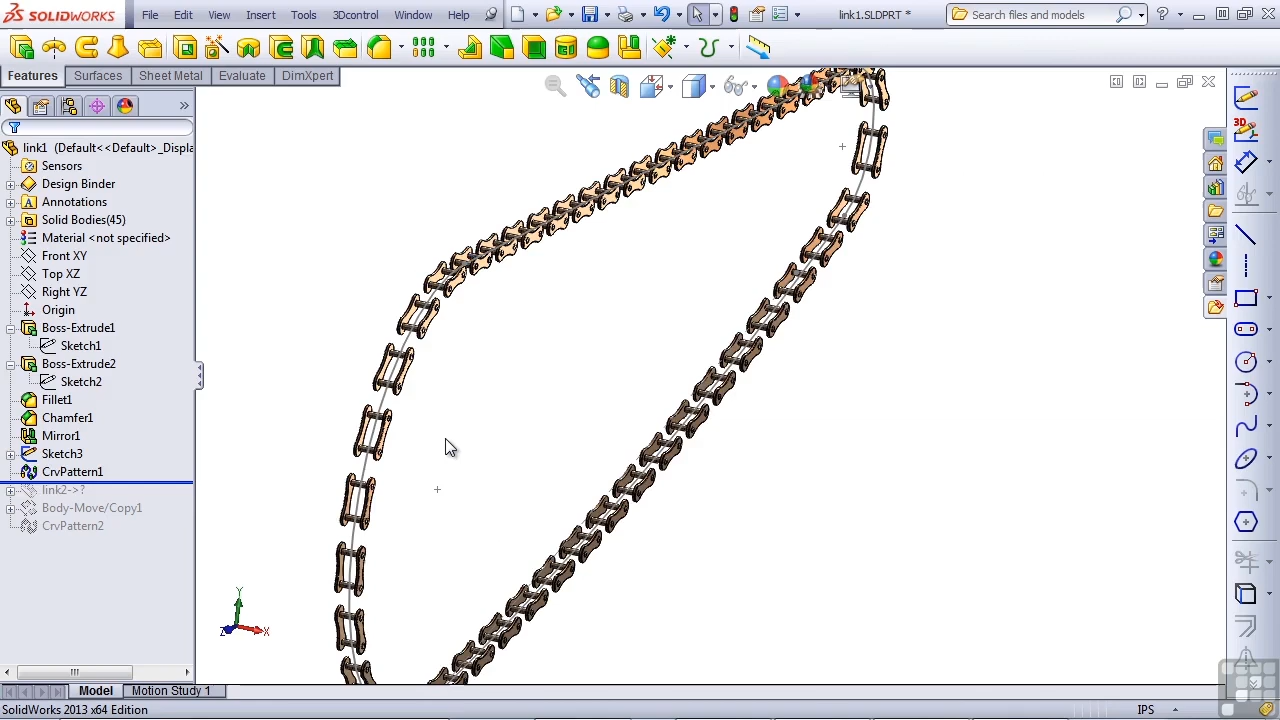 SOLIDWORKS File Edit View Insert Tools 3Dcontrol Window Help link1.SLDPRT * Search files and models
Features Surfaces Sheet Metal Evaluate DimXpert
link1 (Default<<Default>_Displa
Sensors
Design Binder
Annotations
Solid Bodies(45)
Material <not specified>
Front XY
Top XZ
Right YZ
Origin
Boss-Extrude1
Sketch1
Boss-Extrude2
Sketch2
Fillet1
Chamfer1
Mirror1
Sketch3
CrvPattern1
link2->?
Body-Move/Copy1
CrvPattern2
3D
Y
Z X
Model Motion Study 1
SolidWorks 2013 x64 Edition IPS